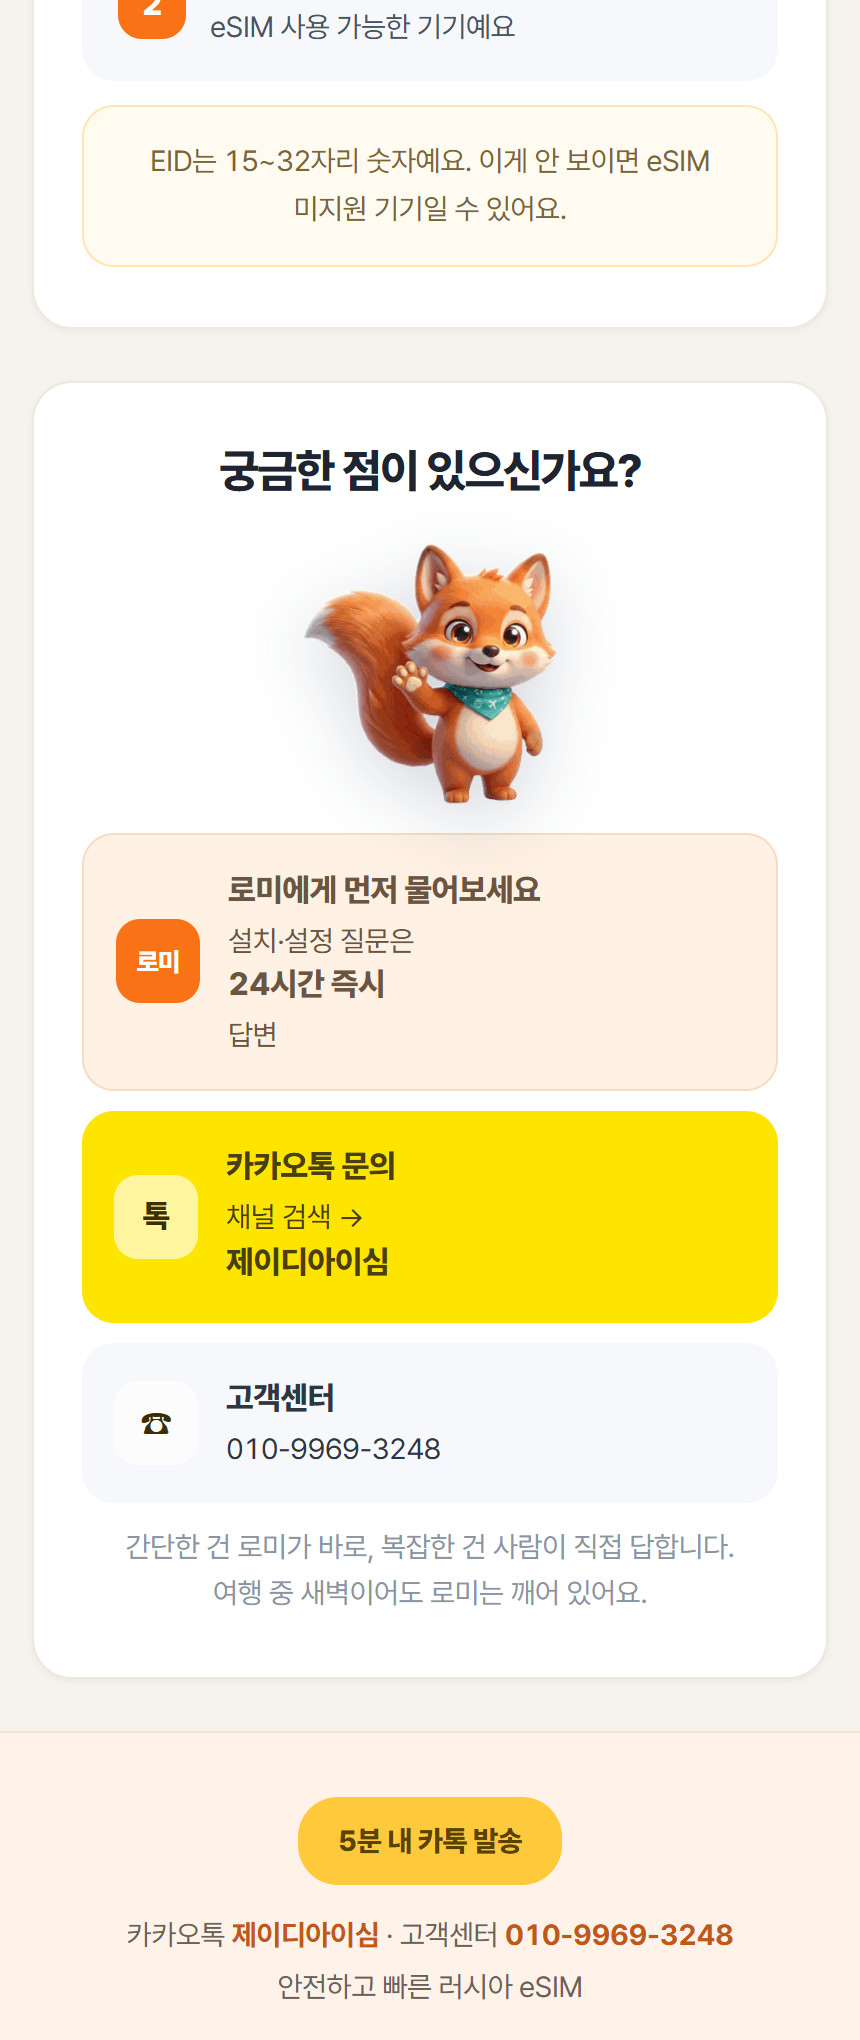 2
eSIM 사용 가능한 기기예요
EID는 15~32자리 숫자예요. 이게 안 보이면 eSIM
미지원 기기일 수 있어요.
궁금한 점이 있으신가요?
로미
로미에게 먼저 물어보세요
설치·설정 질문은
24시간 즉시
답변
톡
카카오톡 문의
채널 검색 →
제이디아이심
☎
고객센터
010-9969-3248
간단한 건 로미가 바로, 복잡한 건 사람이 직접 답합니다.
여행 중 새벽이어도 로미는 깨어 있어요.
5분 내 카톡 발송
카카오톡 제이디아이심 · 고객센터 010-9969-3248
안전하고 빠른 러시아 eSIM